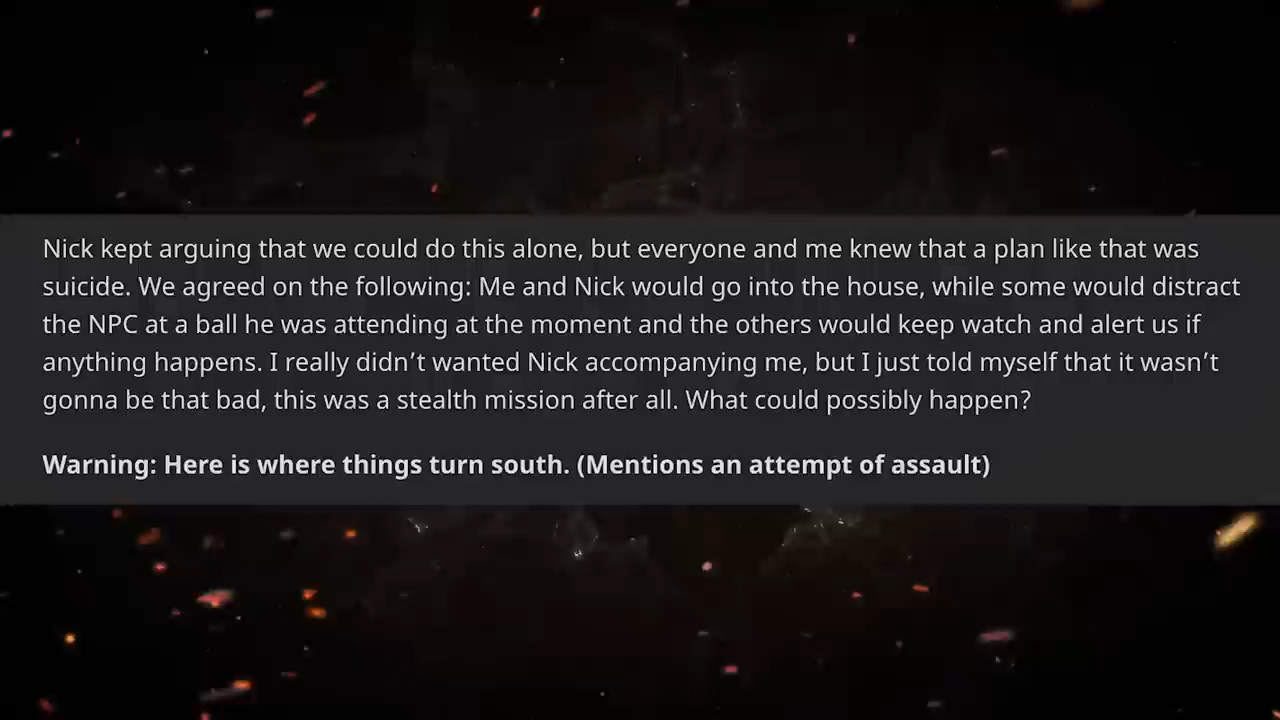 Nick kept arguing that we could do this alone, but everyone and me knew that a plan like that was
suicide. We agreed on the following: Me and Nick would go into the house, while some would distract
the NPC at a ball he was attending at the moment and the others would keep watch and alert us if
anything happens. I really didn’t wanted Nick accompanying me, but I just told myself that it wasn’t
gonna be that bad, this was a stealth mission after all. What could possibly happen?
Warning: Here is where things turn south. (Mentions an attempt of assault)